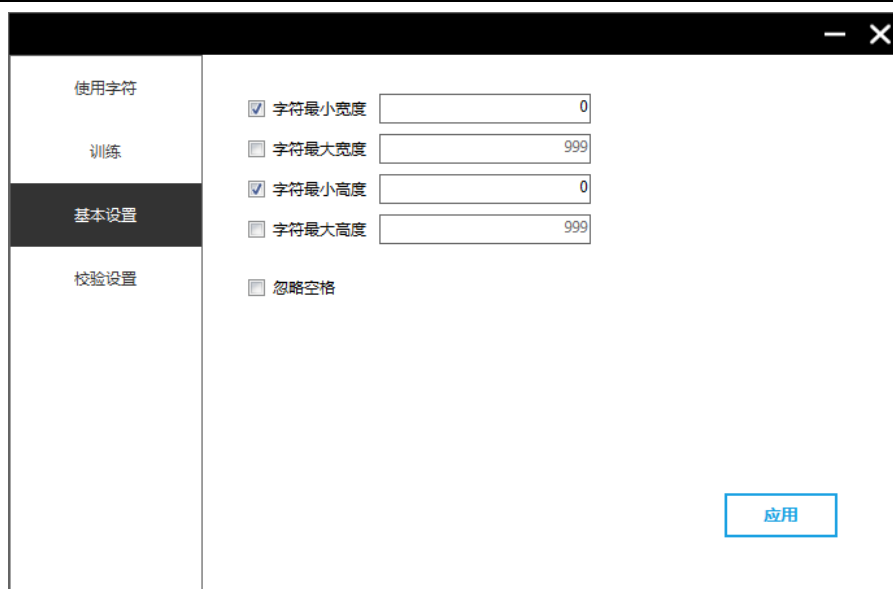 使用字符
训练
基本设置
校验设置
字符最小宽度 0
字符最大宽度 999
字符最小高度 0
字符最大高度 999
忽略空格
应用